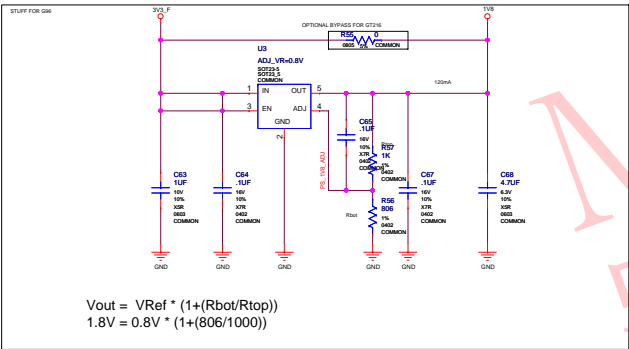 STUFF FOR G96
3V3_F
1V8
OPTIONAL BYPASS FOR GT216
R55 0
0805 5% COMMON
U3
ADJ_VR=0.8V
SOT23-5
SOT23_5
COMMON
1 IN OUT 5
3 EN ADJ 4
GND
2
120mA
PS_1V8_ADJ
C65
.1UF
16V
10%
X7R
0402
COMMON
Rtop
R57
1K
1%
0402
COMMON
Rbot
R56
806
1%
0402
COMMON
C63
1UF
10V
10%
X5R
0603
COMMON
C64
.1UF
16V
10%
X7R
0402
COMMON
C67
.1UF
16V
10%
X7R
0402
COMMON
C68
4.7UF
6.3V
10%
X5R
0603
COMMON
GND GND GND GND GND GND
Vout = VRef * (1+(Rbot/Rtop))
1.8V = 0.8V * (1+(806/1000))